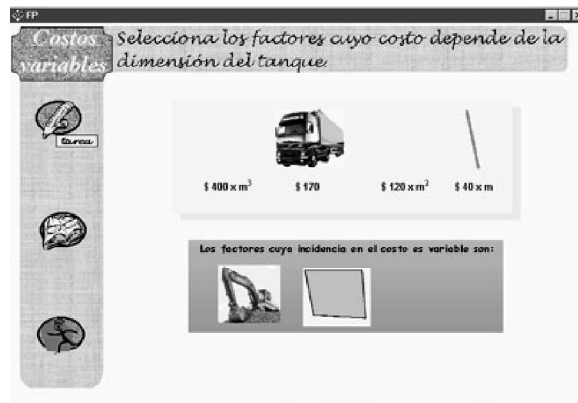 FP
Costos
variables
Selecciona los factores cuyo costo depende de la
dimensión del tanque.
tarea
$ 400 x m³
$ 170
$ 120 x m²
$ 40 x m
Los factores cuya incidencia en el costo es variable son: